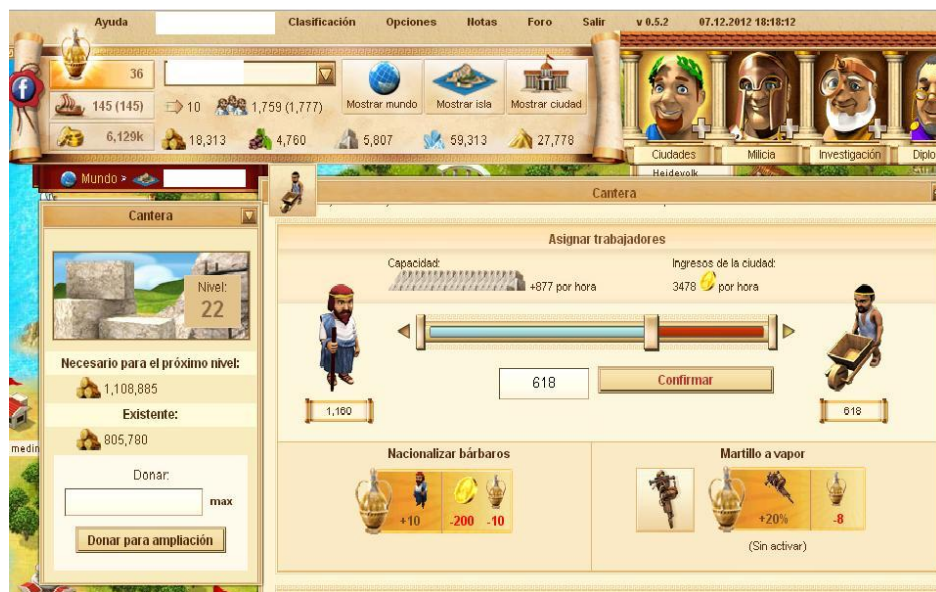 Ayuda Clasificación Opciones Notas Foro Salir v 0.5.2 07.12.2012 18:18:12
36
145 (145) 10 1,759 (1,777) Mostrar mundo Mostrar isla Mostrar ciudad
6,129k 18,313 4,760 5,807 59,313 27,778
Ciudades Milicia Investigación Diplo
Heidevolk
Mundo >
Cantera
Cantera
Nivel:
22
Necesario para el próximo nivel:
1,108,885
Existente:
805,780
Donar:
max
Donar para ampliación
medin
Asignar trabajadores
Capacidad: Ingresos de la ciudad:
+877 por hora 3478 por hora
618 Confirmar
1,160 618
Nacionalizar bárbaros Martillo a vapor
+10 -200 -10 +20% -8
(Sin activar)